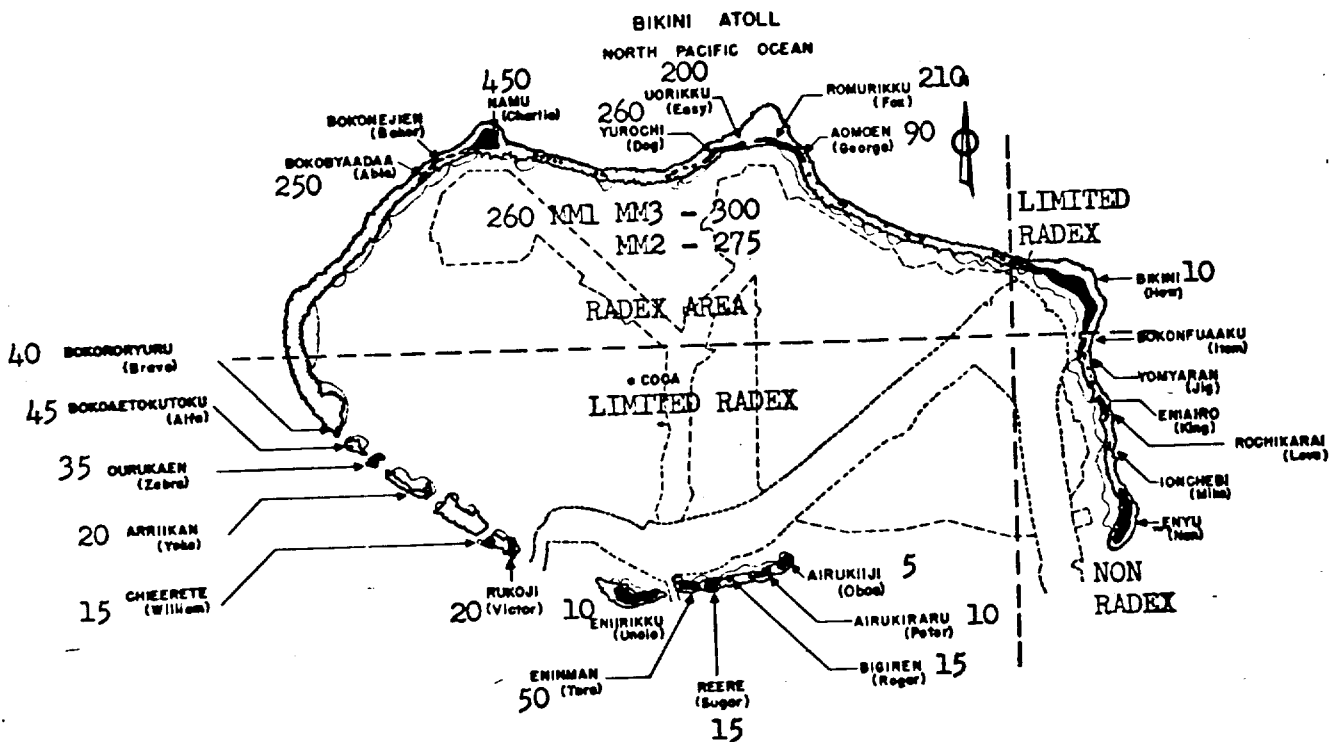 BIKINI ATOLL
NORTH PACIFIC OCEAN
450
NAMU
(Charlie)
200
UORIKKU
(Easy)
ROMURIKKU
(Fox)
210
BOKONEJIEN
(Baker)
260
YUROCHI
(Dog)
AOMOEN
(George)
90
BOKOBYAADAA
(Able)
250
260 MM1 MM3 - 300
MM2 - 275
LIMITED
RADEX
BIKINI
(How)
10
RADEX AREA
BOKONFUAAKU
(Item)
40
BOKORORYURU
(Bravo)
COCA
YOMYARAN
(Jig)
45
BOKOAETOKUTOKU
(Alfa)
LIMITED RADEX
ENIAIRO
(King)
ROCHIKARAI
(Love)
35
OURUKAEN
(Zebra)
IONCHEBI
(Mike)
20
ARRIIKAN
(Yoke)
ENYU
(Nan)
15
CHIEERETE
(William)
RUKOJI
(Victor)
20
10
ENIIRIKKU
(Uncle)
AIRUKIIJI
(Oboe)
5
NON
RADEX
AIRUKIRARU
(Peter)
10
ENINMAN
(Tare)
50
REERE
(Sugar)
15
BIGIREN
(Roger)
15